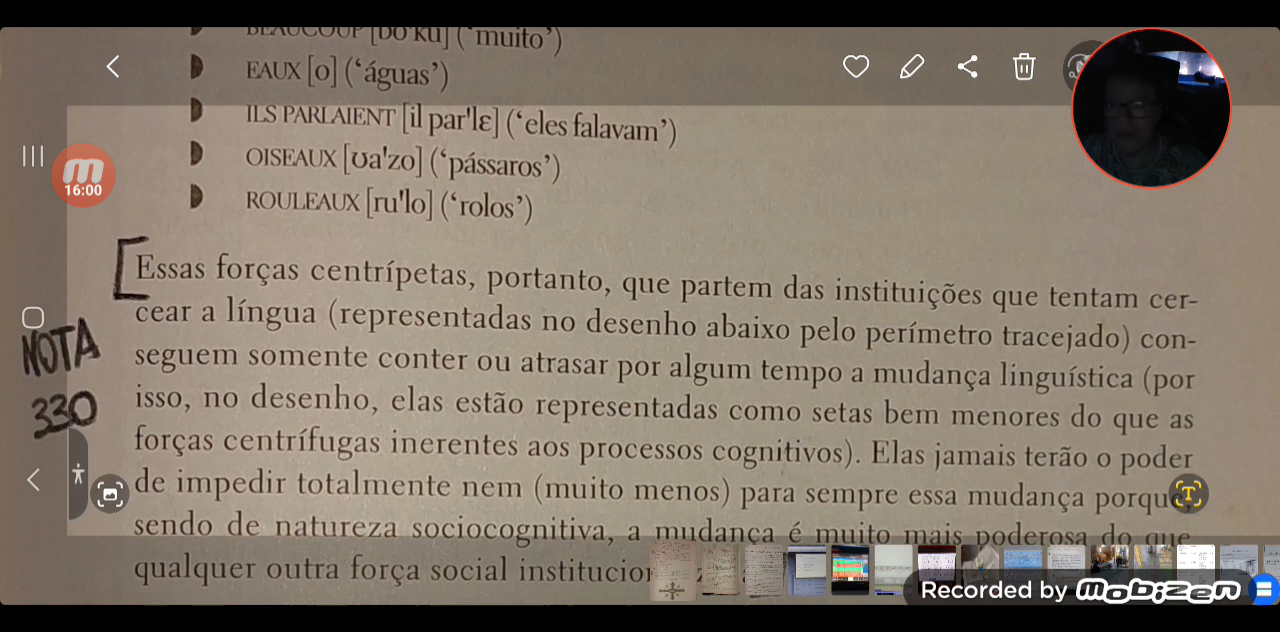 BEAUCOUP [bo'ku] ('muito')
EAUX [o] ('águas')
ILS PARLAIENT [il par'lɛ] ('eles falavam')
OISEAUX [ʊa'zo] ('pássaros')
ROULEAUX [ru'lo] ('rolos')
16:00
[Essas forças centrípetas, portanto, que partem das instituições que tentam cer-
cear a língua (representadas no desenho abaixo pelo perímetro tracejado) con-
seguem somente conter ou atrasar por algum tempo a mudança linguística (por
isso, no desenho, elas estão representadas como setas bem menores do que as
forças centrífugas inerentes aos processos cognitivos). Elas jamais terão o poder
de impedir totalmente nem (muito menos) para sempre essa mudança porque
sendo de natureza sociocognitiva, a mudança é muito mais poderosa do que
qualquer outra força social
NOTA
330
T
Recorded by mobizen